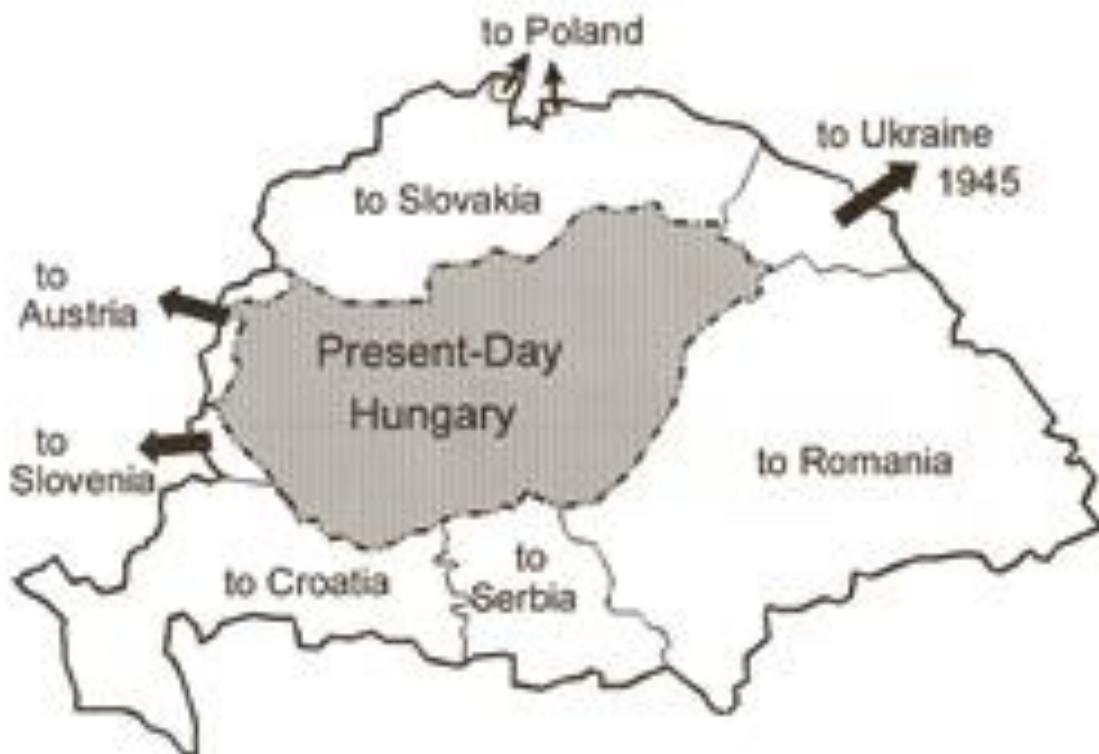 to Poland
to Ukraine
1945
to Slovakia
to
Austria
Present-Day
Hungary
to
Slovenia
to Romania
to Croatia
to
Serbia